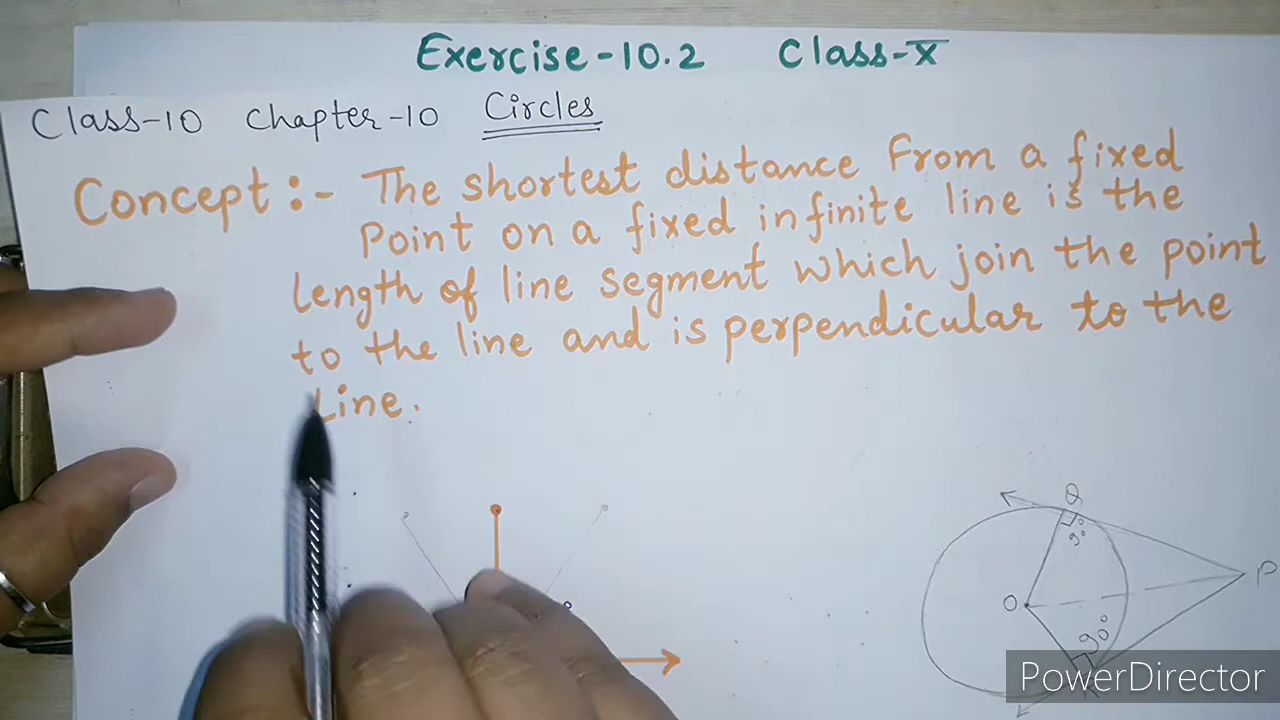 Exercise-10.2 Class-X
Class-10 Chapter-10 Circles
Concept :- The shortest distance From a fixed
Point on a fixed infinite line is the
length of line segment which join the point
to the line and is perpendicular to the
Line.
Q
90°
P
O
90°
PowerDirector